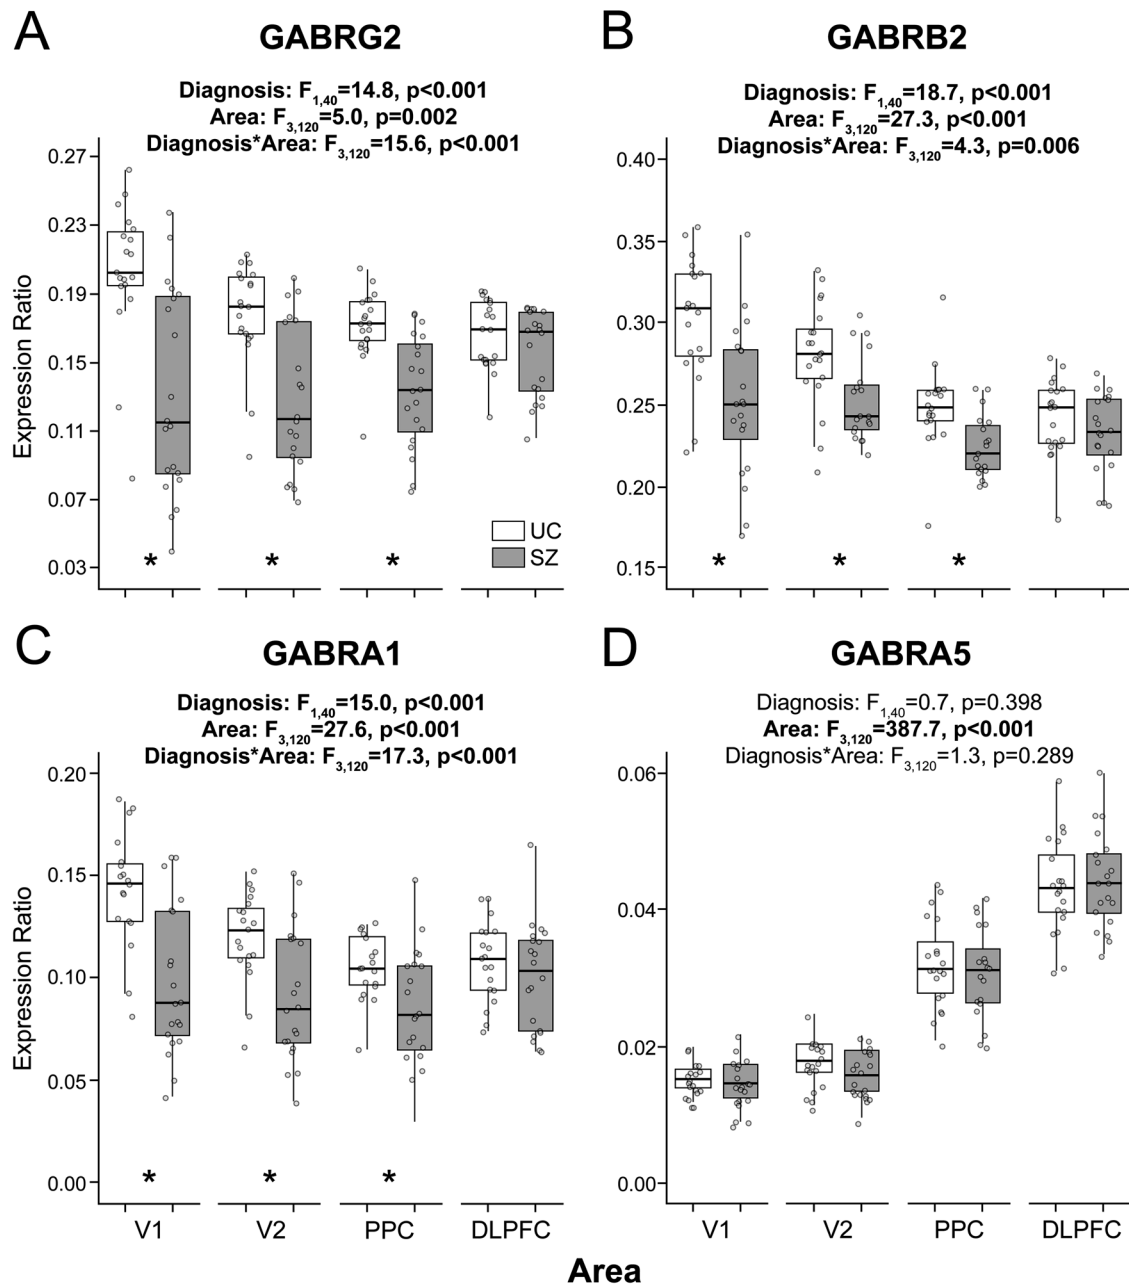 A
GABRG2
Diagnosis: F1,40=14.8, p<0.001
Area: F3,120=5.0, p=0.002
Diagnosis*Area: F3,120=15.6, p<0.001
Expression Ratio
0.27
0.23
0.19
0.15
0.11
0.07
0.03
* * *
UC
SZ
B
GABRB2
Diagnosis: F1,40=18.7, p<0.001
Area: F3,120=27.3, p<0.001
Diagnosis*Area: F3,120=4.3, p=0.006
0.40
0.35
0.30
0.25
0.20
0.15
* * *
C
GABRA1
Diagnosis: F1,40=15.0, p<0.001
Area: F3,120=27.6, p<0.001
Diagnosis*Area: F3,120=17.3, p<0.001
Expression Ratio
0.20
0.15
0.10
0.05
0.00
* * *
V1 V2 PPC DLPFC
D
GABRA5
Diagnosis: F1,40=0.7, p=0.398
Area: F3,120=387.7, p<0.001
Diagnosis*Area: F3,120=1.3, p=0.289
0.06
0.04
0.02
0.00
V1 V2 PPC DLPFC
Area